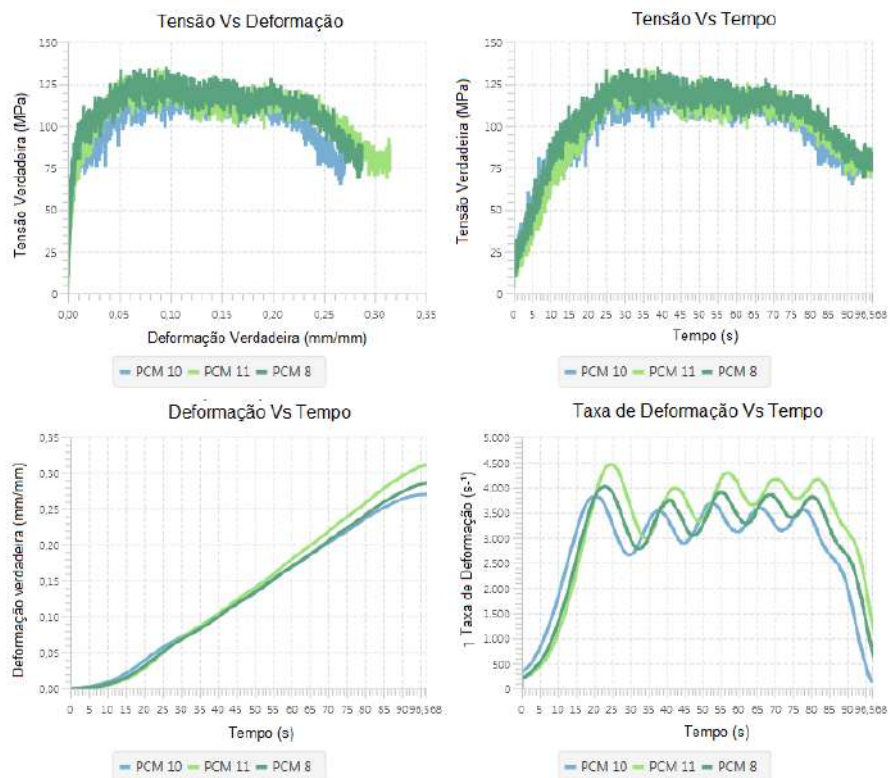 Tensão Vs Deformação
Tensão Verdadeira (MPa)
150
125
100
75
50
25
0
0,00 0,05 0,10 0,15 0,20 0,25 0,30 0,35
Deformação Verdadeira (mm/mm)
PCM 10 PCM 11 PCM 8
Tensão Vs Tempo
Tensão Verdadeira (MPa)
150
125
100
75
50
25
0
0 5 10 15 20 25 30 35 40 45 50 55 60 65 70 75 80 85 9096,568
Tempo (s)
PCM 10 PCM 11 PCM 8
Deformação Vs Tempo
Deformação verdadeira (mm/mm)
0,35
0,30
0,25
0,20
0,15
0,10
0,05
0,00
0 5 10 15 20 25 30 35 40 45 50 55 60 65 70 75 80 85 9096,568
Tempo (s)
PCM 10 PCM 11 PCM 8
Taxa de Deformação Vs Tempo
Taxa de Deformação (s-¹)
5.000
4.500
4.000
3.500
3.000
2.500
2.000
1.500
1.000
500
0
0 5 10 15 20 25 30 35 40 45 50 55 60 65 70 75 80 85 9096,568
Tempo (s)
PCM 10 PCM 11 PCM 8